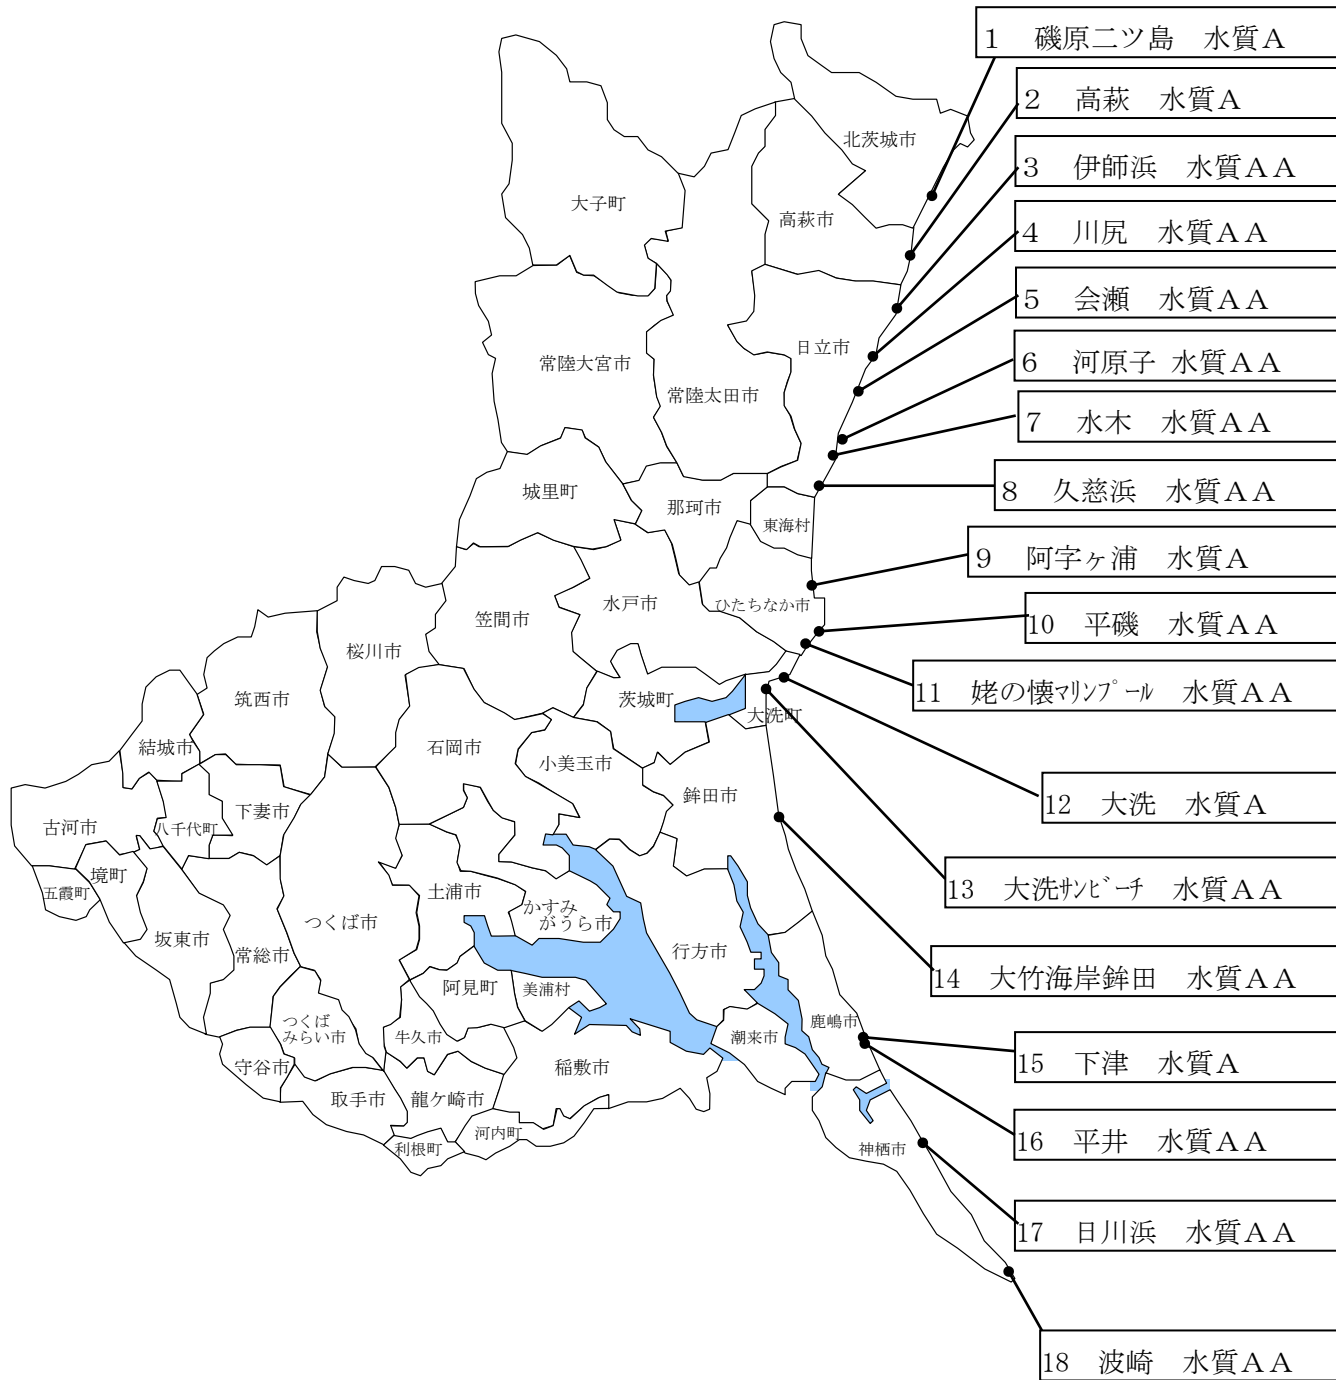 1 磯原二ツ島 水質A
2 高萩 水質A
3 伊師浜 水質AA
4 川尻 水質AA
5 会瀬 水質AA
6 河原子 水質AA
7 水木 水質AA
8 久慈浜 水質AA
9 阿字ヶ浦 水質A
10 平磯 水質AA
11 姥の懐マリンプール 水質AA
12 大洗 水質A
13 大洗サンビーチ 水質AA
14 大竹海岸鉾田 水質AA
15 下津 水質A
16 平井 水質AA
17 日川浜 水質AA
18 波崎 水質AA
北茨城市
大子町
高萩市
日立市
常陸大宮市
常陸太田市
城里町
那珂市
東海村
ひたちなか市
水戸市
笠間市
桜川市
筑西市
茨城町
大洗町
結城市
石岡市
小美玉市
鉾田市
下妻市
八千代町
古河市
境町
五霞町
土浦市
かすみ
がうら市
つくば市
坂東市
常総市
行方市
阿見町
美浦村
鹿嶋市
つくば
みらい市
牛久市
潮来市
守谷市
稲敷市
取手市
龍ケ崎市
河内町
利根町
神栖市